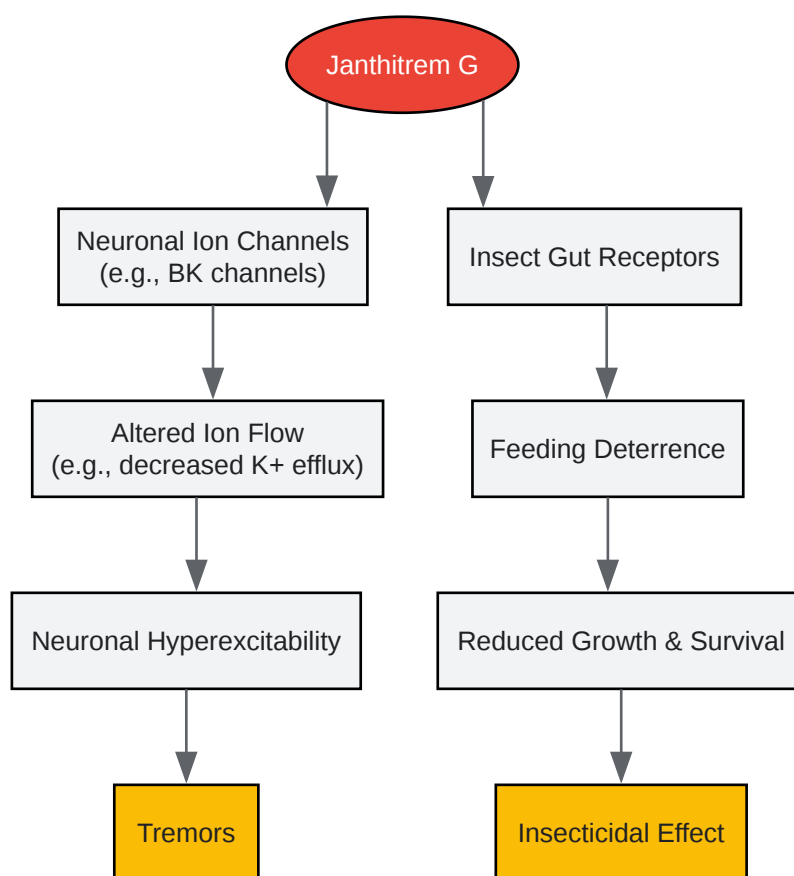 Janthitrem G
Neuronal Ion Channels
(e.g., BK channels)
Insect Gut Receptors
Altered Ion Flow
(e.g., decreased K+ efflux)
Feeding Deterrence
Neuronal Hyperexcitability
Reduced Growth & Survival
Tremors
Insecticidal Effect